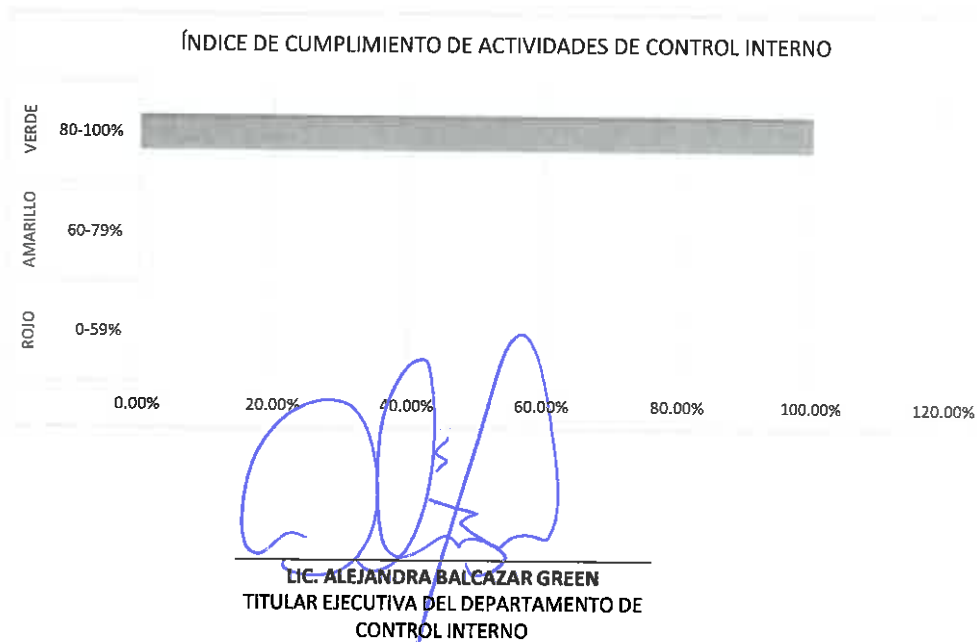 ÍNDICE DE CUMPLIMIENTO DE ACTIVIDADES DE CONTROL INTERNO
VERDE 80-100%
AMARILLO 60-79%
ROJO 0-59%
0.00% 20.00% 40.00% 60.00% 80.00% 100.00% 120.00%
LIC. ALEJANDRA BALCAZAR GREEN
TITULAR EJECUTIVA DEL DEPARTAMENTO DE
CONTROL INTERNO